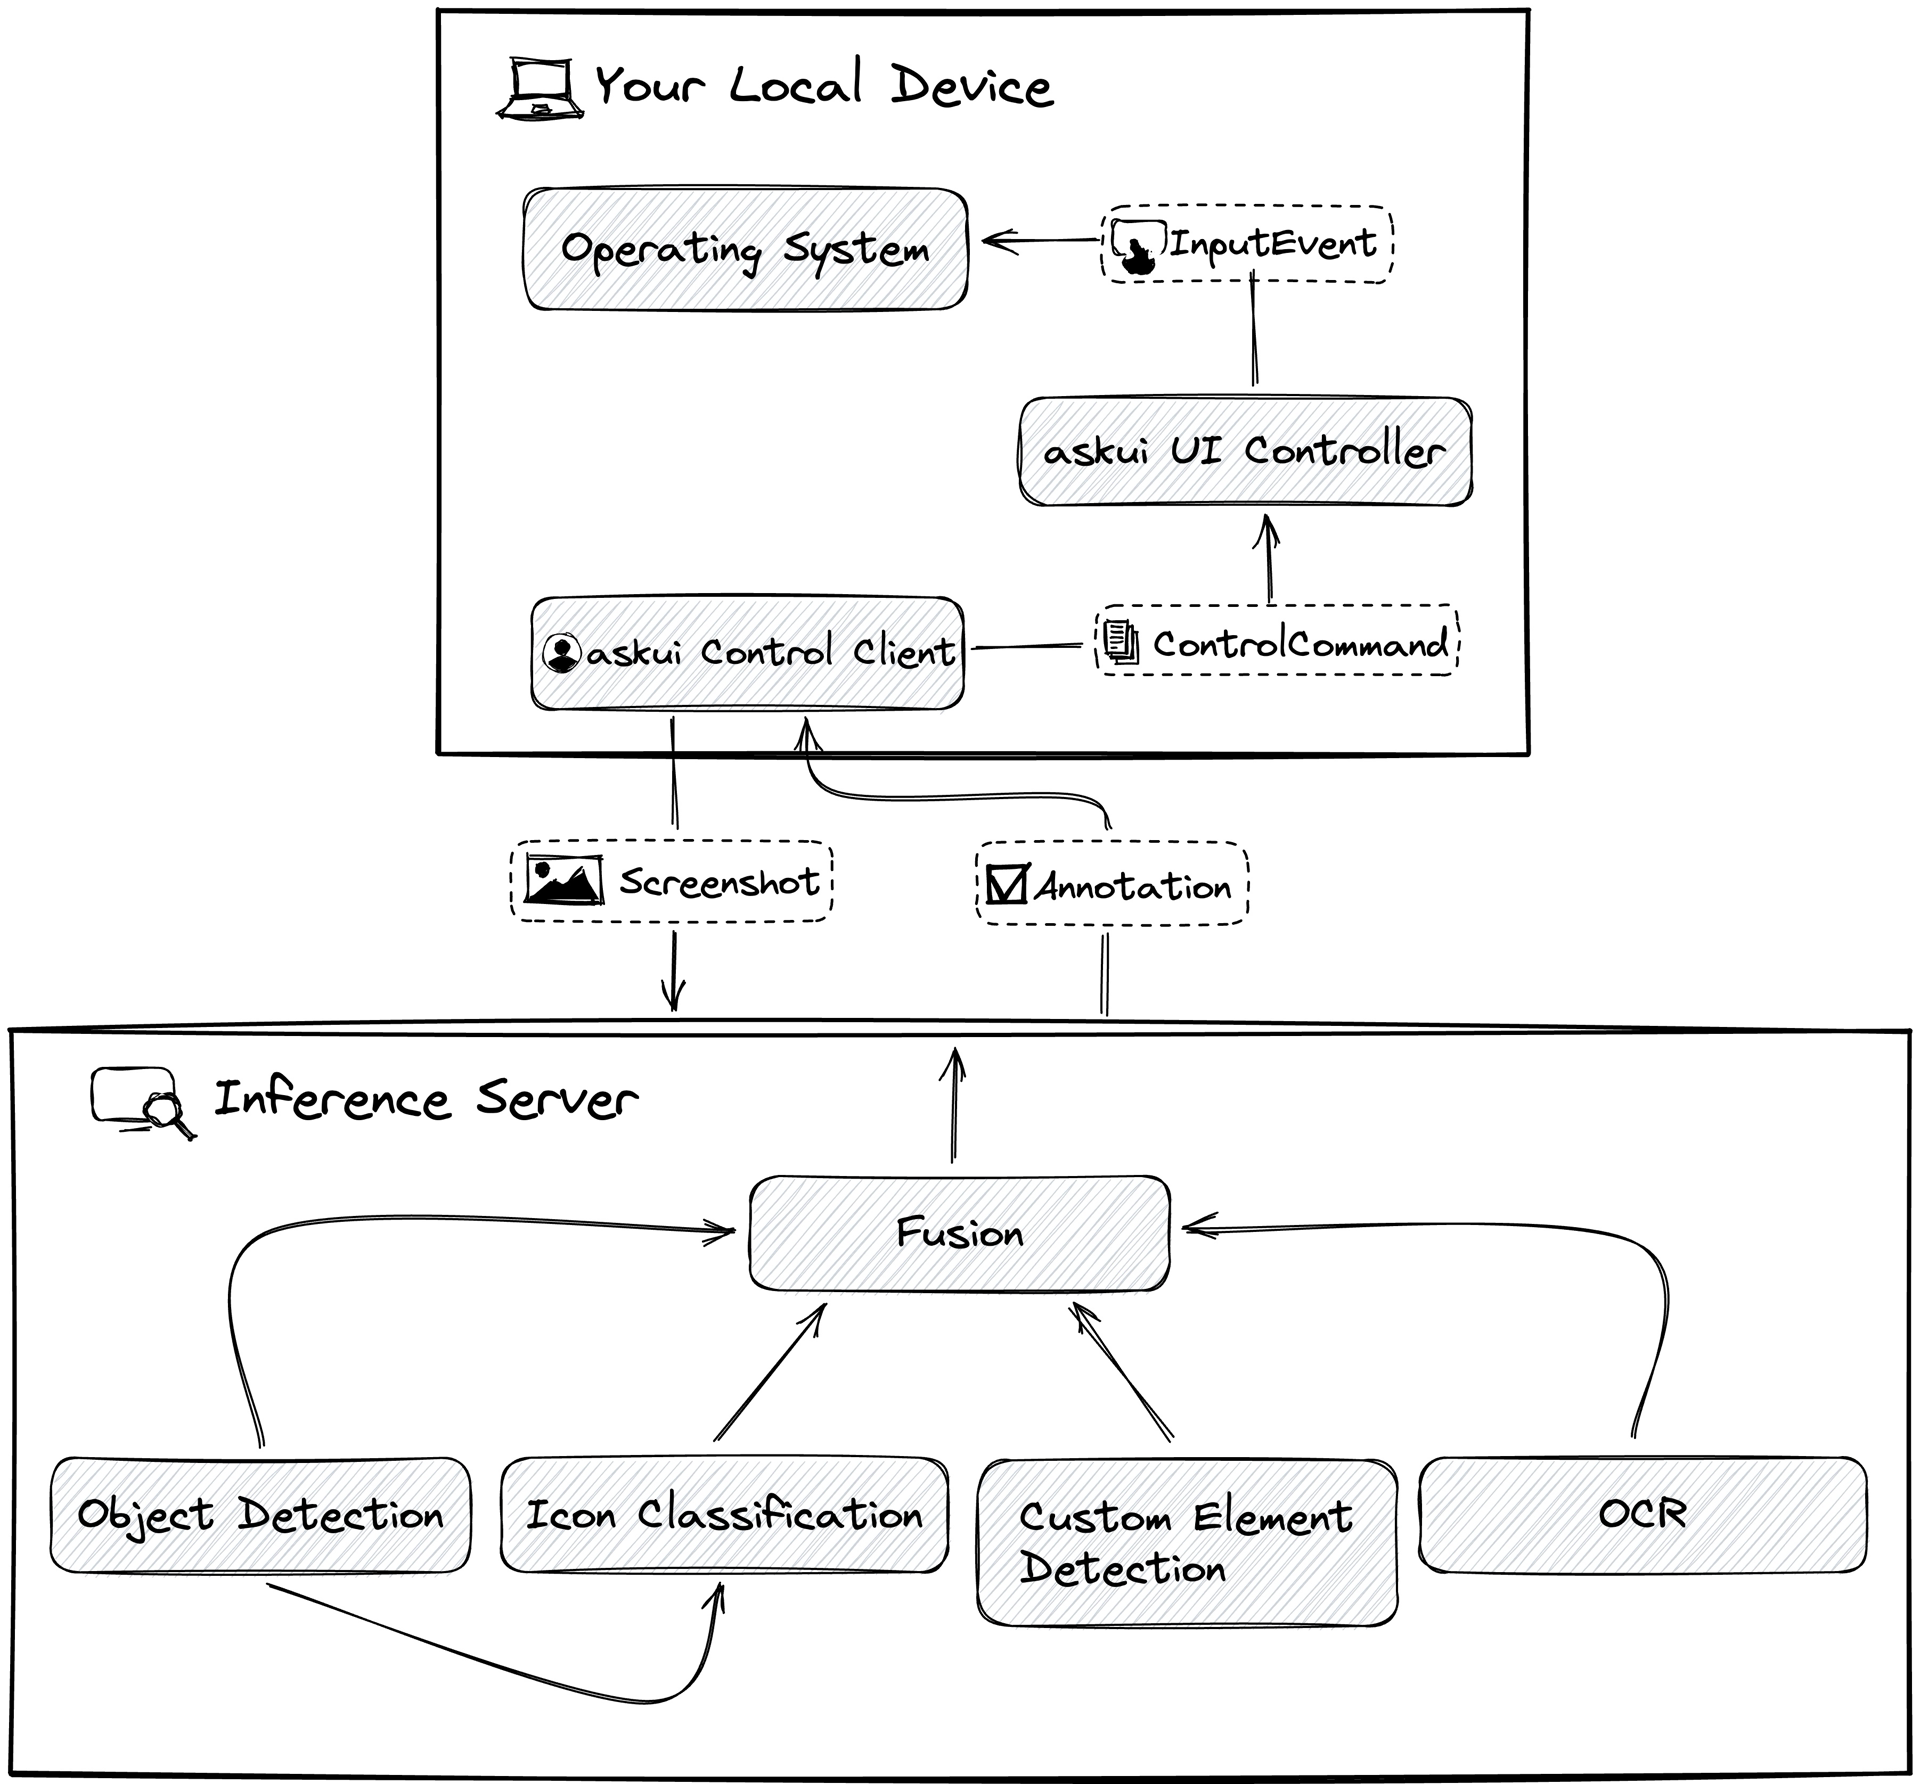 Your Local Device
Operating System
InputEvent
askui UI Controller
askui Control Client
ControlCommand
Screenshot
Annotation
Inference Server
Fusion
Object Detection
Icon Classification
Custom Element
Detection
OCR